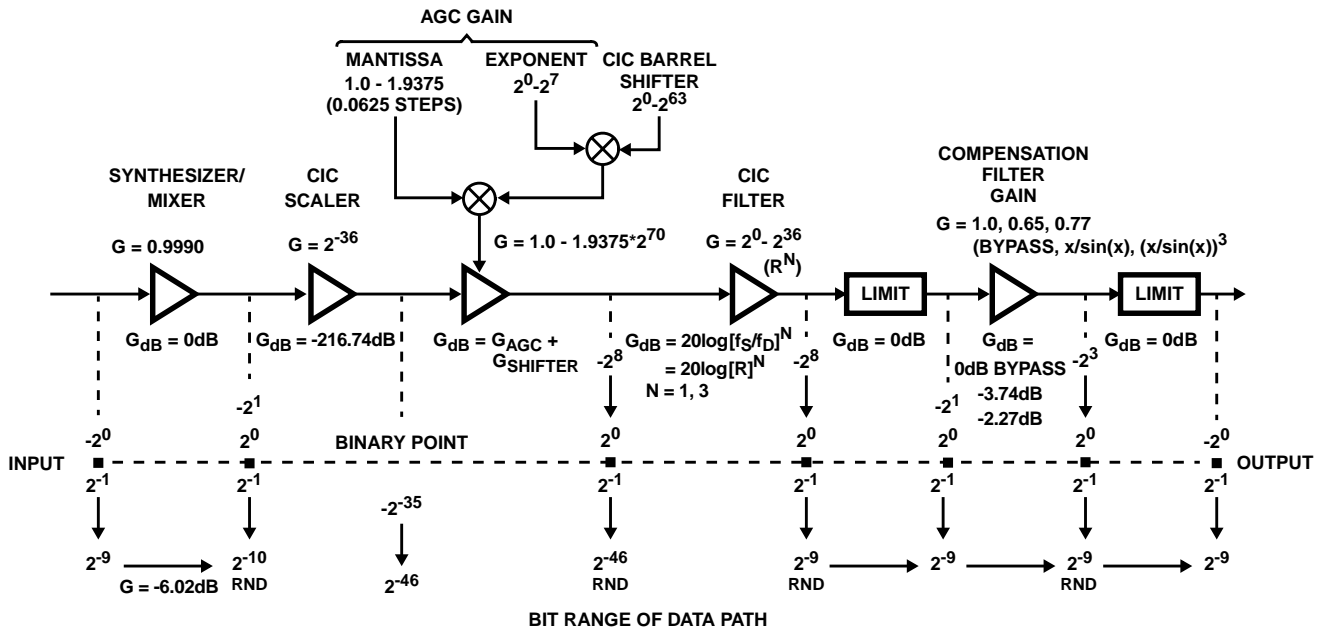 AGC GAIN
MANTISSA
1.0 - 1.9375
(0.0625 STEPS)
EXPONENT
2^0-2^7
CIC BARREL
SHIFTER
2^0-2^63
SYNTHESIZER/
MIXER
G = 0.9990
G_dB = 0dB
CIC
SCALER
G = 2^-36
G_dB = -216.74dB
G = 1.0 - 1.9375*2^70
G_dB = G_AGC +
G_SHIFTER
CIC
FILTER
G = 2^0 - 2^36
(R^N)
G_dB = 20log[f_S/f_D]^N
= 20log[R]^N
N = 1, 3
LIMIT
G_dB = 0dB
COMPENSATION
FILTER
GAIN
G = 1.0, 0.65, 0.77
(BYPASS, x/sin(x), (x/sin(x))^3
G_dB =
0dB BYPASS
-3.74dB
-2.27dB
LIMIT
G_dB = 0dB
-2^8
-2^8
-2^3
-2^1
-2^1
-2^0
2^0
BINARY POINT
2^0
2^0
2^0
2^0
-2^0
INPUT
OUTPUT
2^-1
2^-1
2^-1
2^-1
2^-1
2^-1
2^-1
-2^-35
2^-9
G = -6.02dB
2^-10
RND
2^-46
2^-46
RND
2^-9
RND
2^-9
2^-9
RND
2^-9
BIT RANGE OF DATA PATH